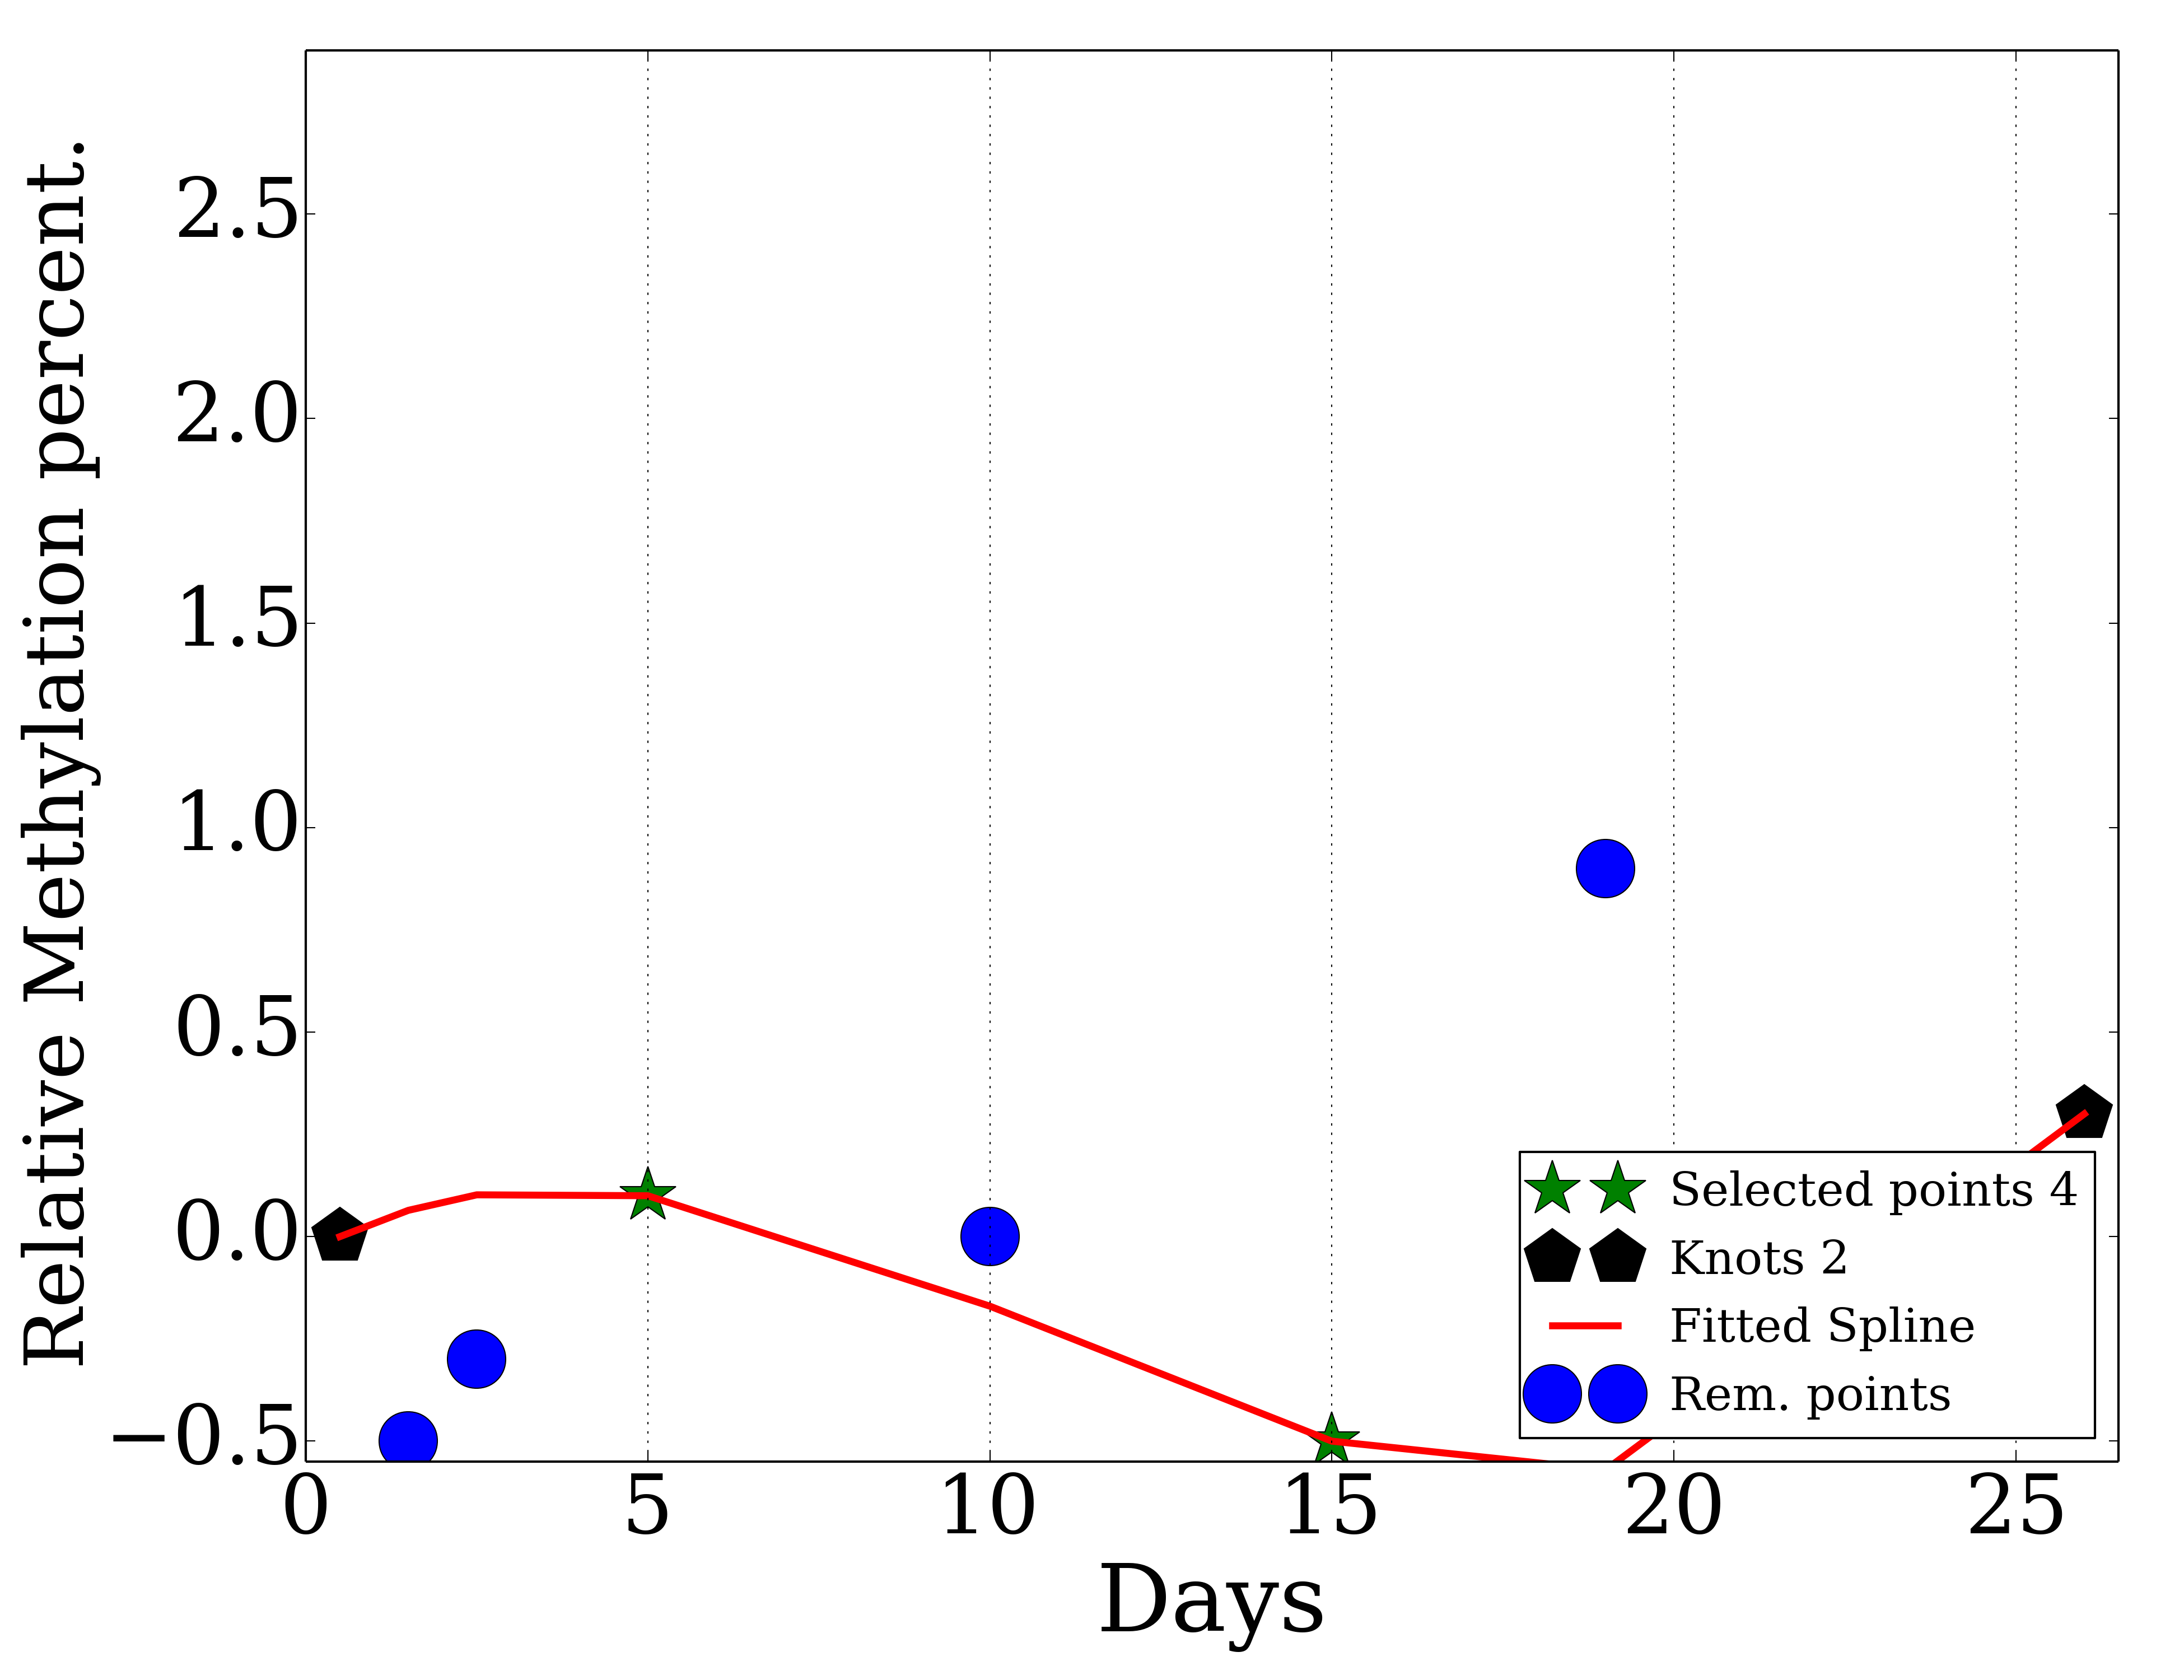 Relative Methylation percent.
2.5
2.0
1.5
1.0
0.5
0.0
−0.5
0 5 10 15 20 25
Days
Selected points 4
Knots 2
Fitted Spline
Rem. points